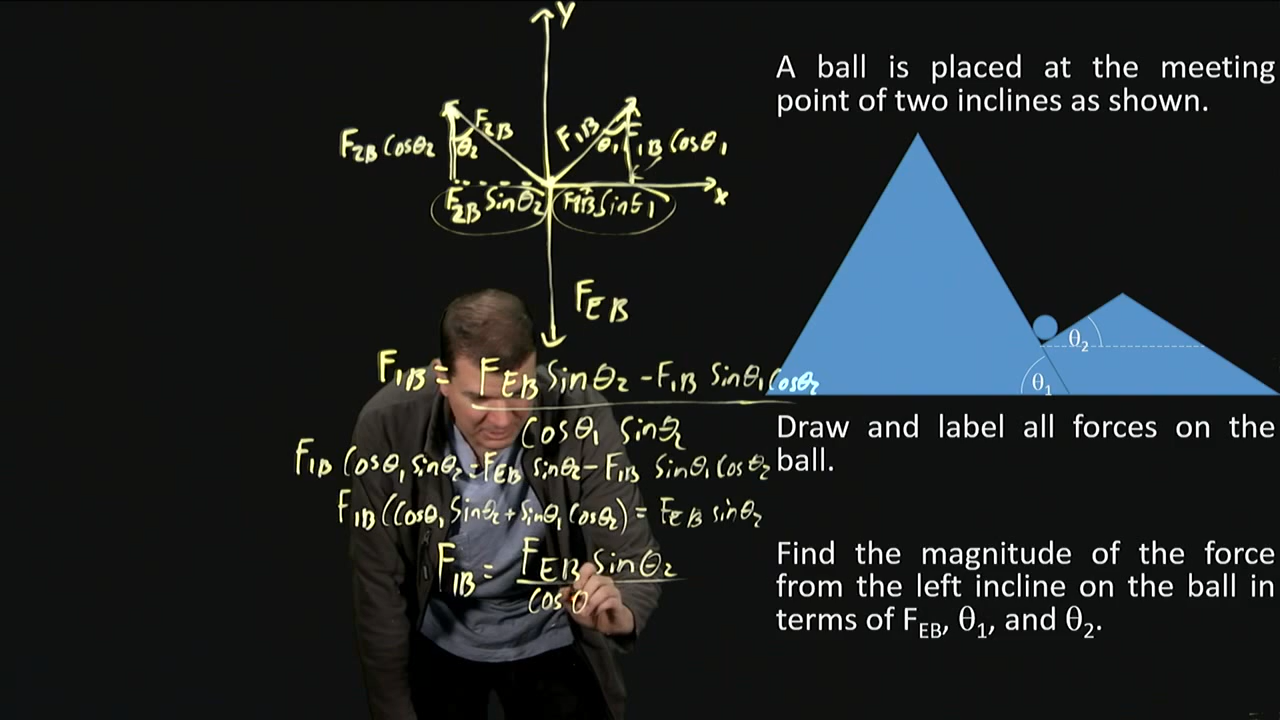 y
F2B Cosθ2
θ2
F2B
F1B
θ1
F1B Cosθ1
x
F2B Sinθ2
F1B Sinθ1
FEB
F1B = FEB Sinθ2 - F1B Sinθ1 Cosθ2
Cosθ1 Sinθ2
F1B Cosθ1 sinθ2 = FEB sinθ2 - F1B Sinθ1 Cosθ2
F1B (Cosθ1 Sinθ2 + Sinθ1 Cosθ2) = FEB sinθ2
F1B = FEB Sinθ2
Cos θ
A ball is placed at the meeting
point of two inclines as shown.
θ2
θ1
Draw and label all forces on the
ball.
Find the magnitude of the force
from the left incline on the ball in
terms of FEB, θ1, and θ2.